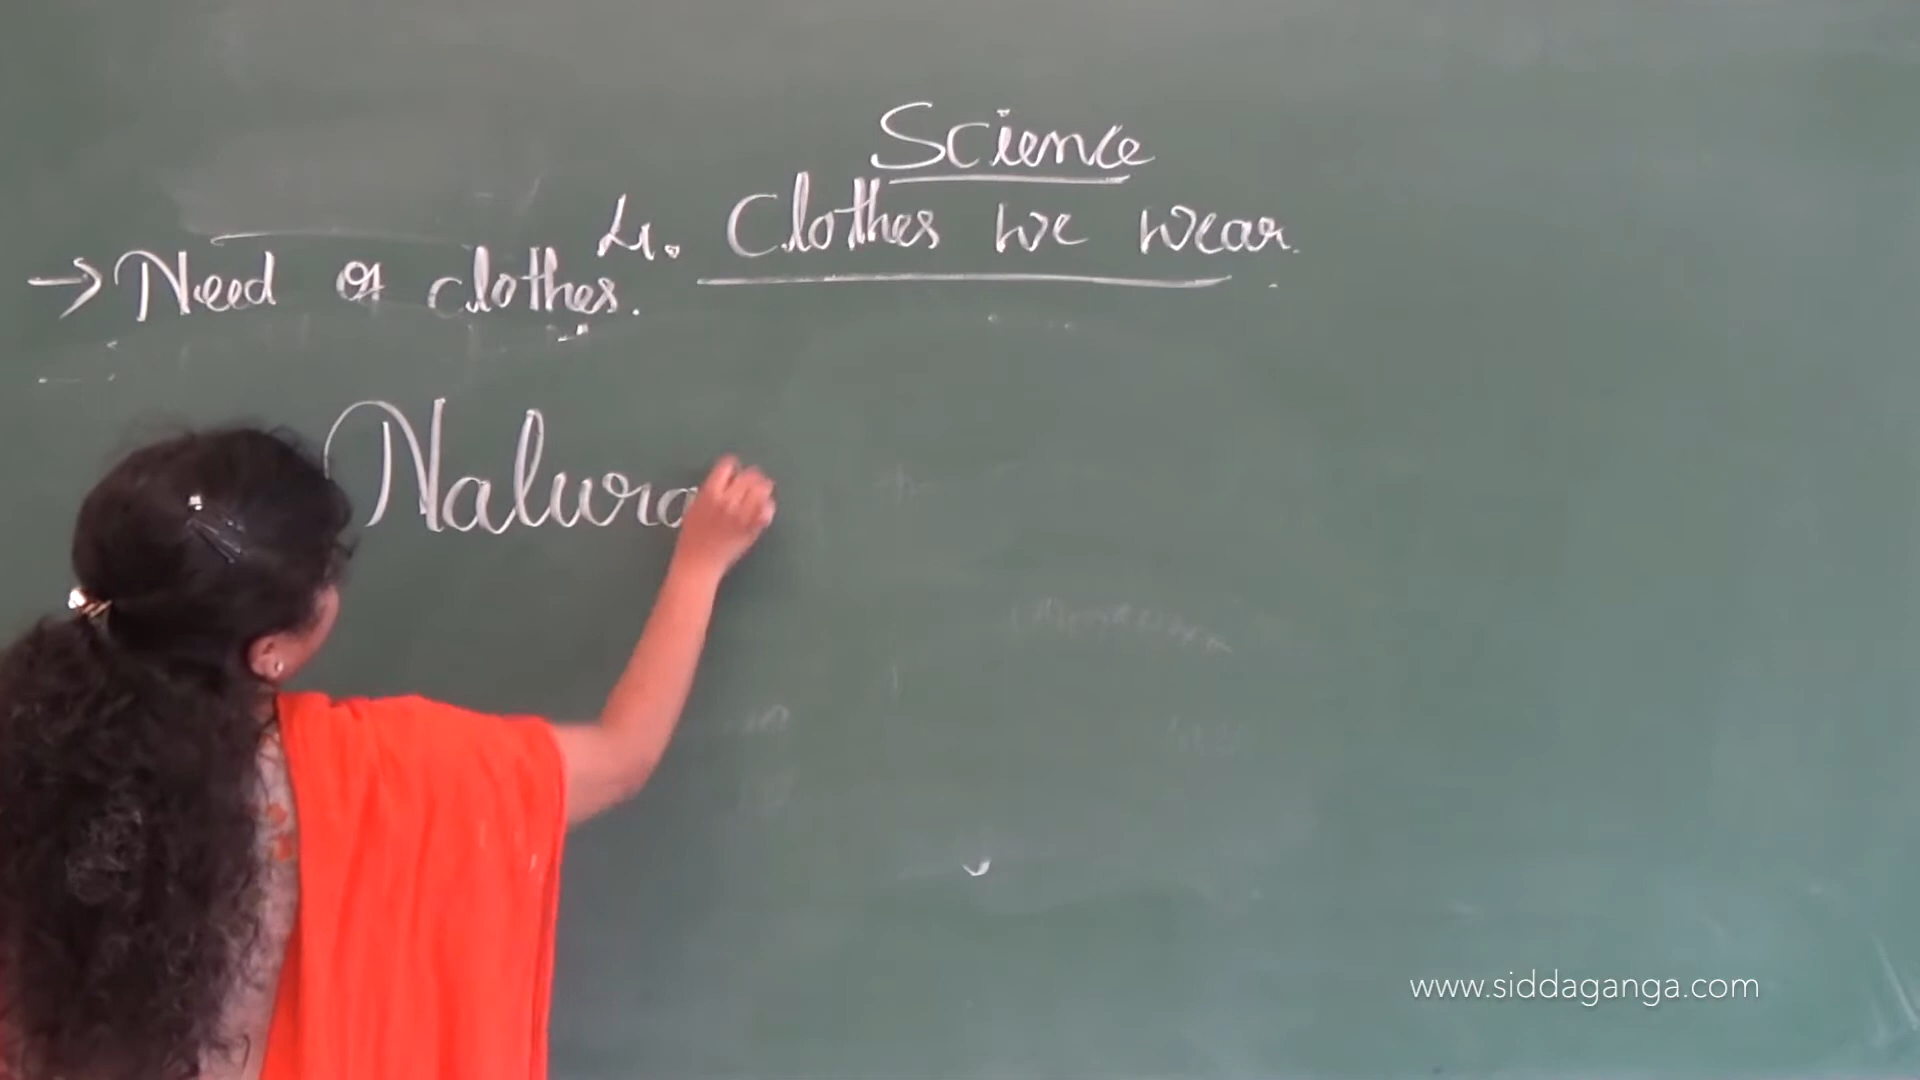 Science
4. Clothes we wear.
→ Need of clothes.
Natura
www.siddaganga.com